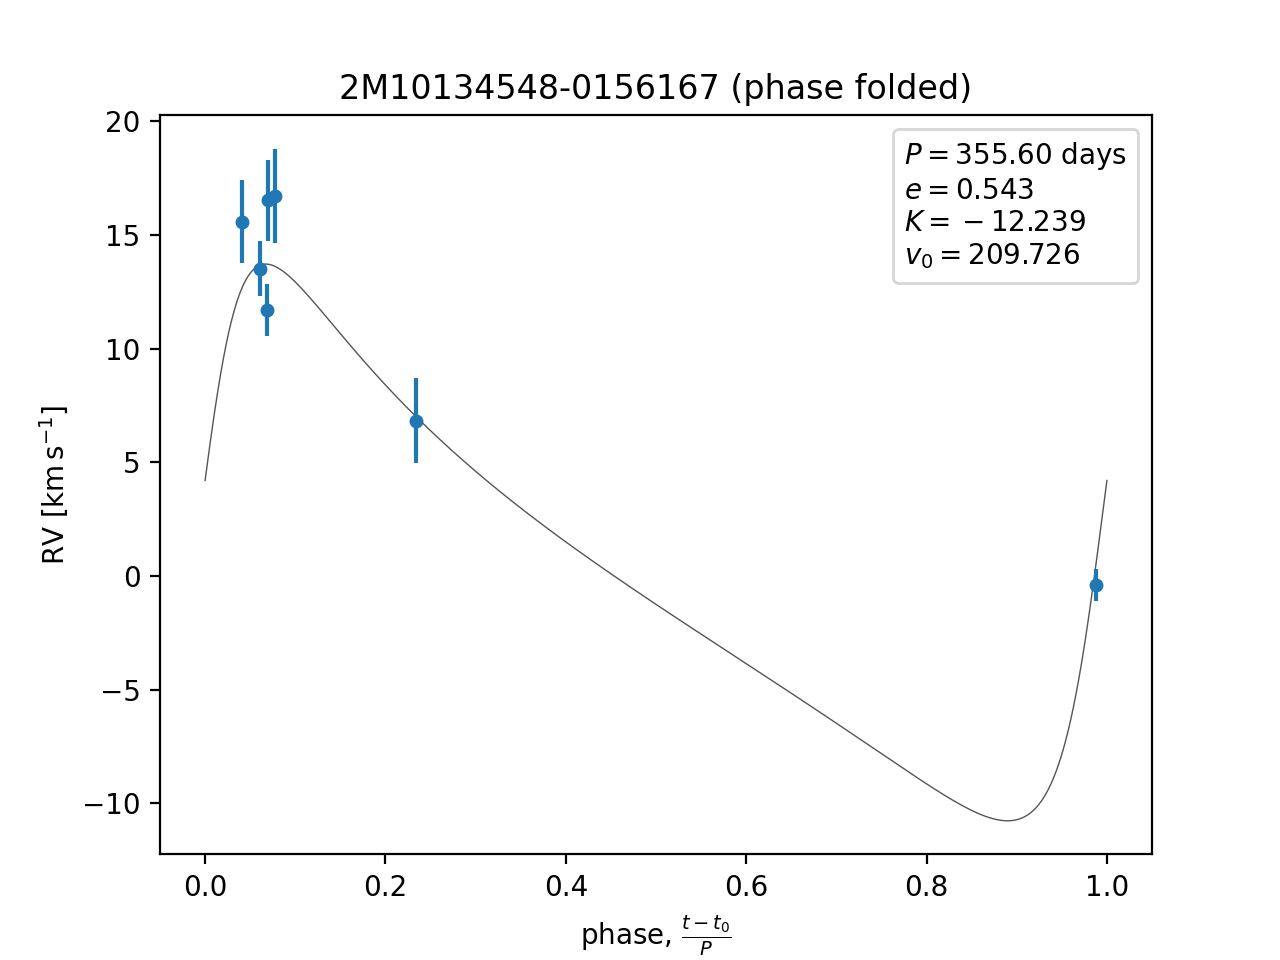 2M10134548-0156167 (phase folded)
P = 355.60 days
e = 0.543
K = −12.239
v₀ = 209.726
RV [km s⁻¹]
20
15
10
5
0
−5
−10
0.0 0.2 0.4 0.6 0.8 1.0
phase, (t − t₀)/P